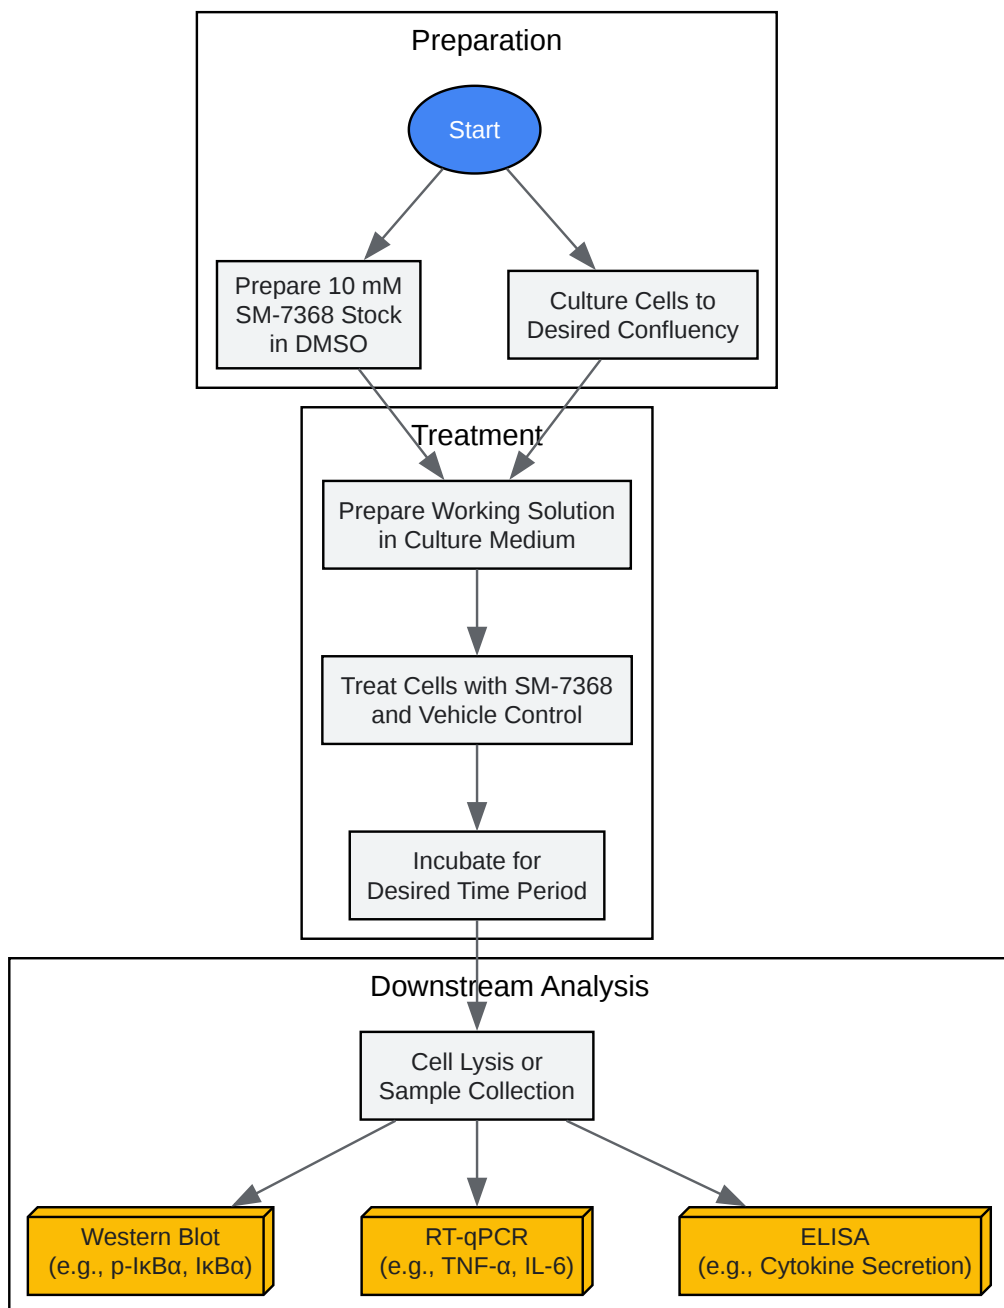 Preparation
Start
Prepare 10 mM
SM-7368 Stock
in DMSO
Culture Cells to
Desired Confluency
Treatment
Prepare Working Solution
in Culture Medium
Treat Cells with SM-7368
and Vehicle Control
Incubate for
Desired Time Period
Downstream Analysis
Cell Lysis or
Sample Collection
Western Blot
(e.g., p-IκBα, IκBα)
RT-qPCR
(e.g., TNF-α, IL-6)
ELISA
(e.g., Cytokine Secretion)